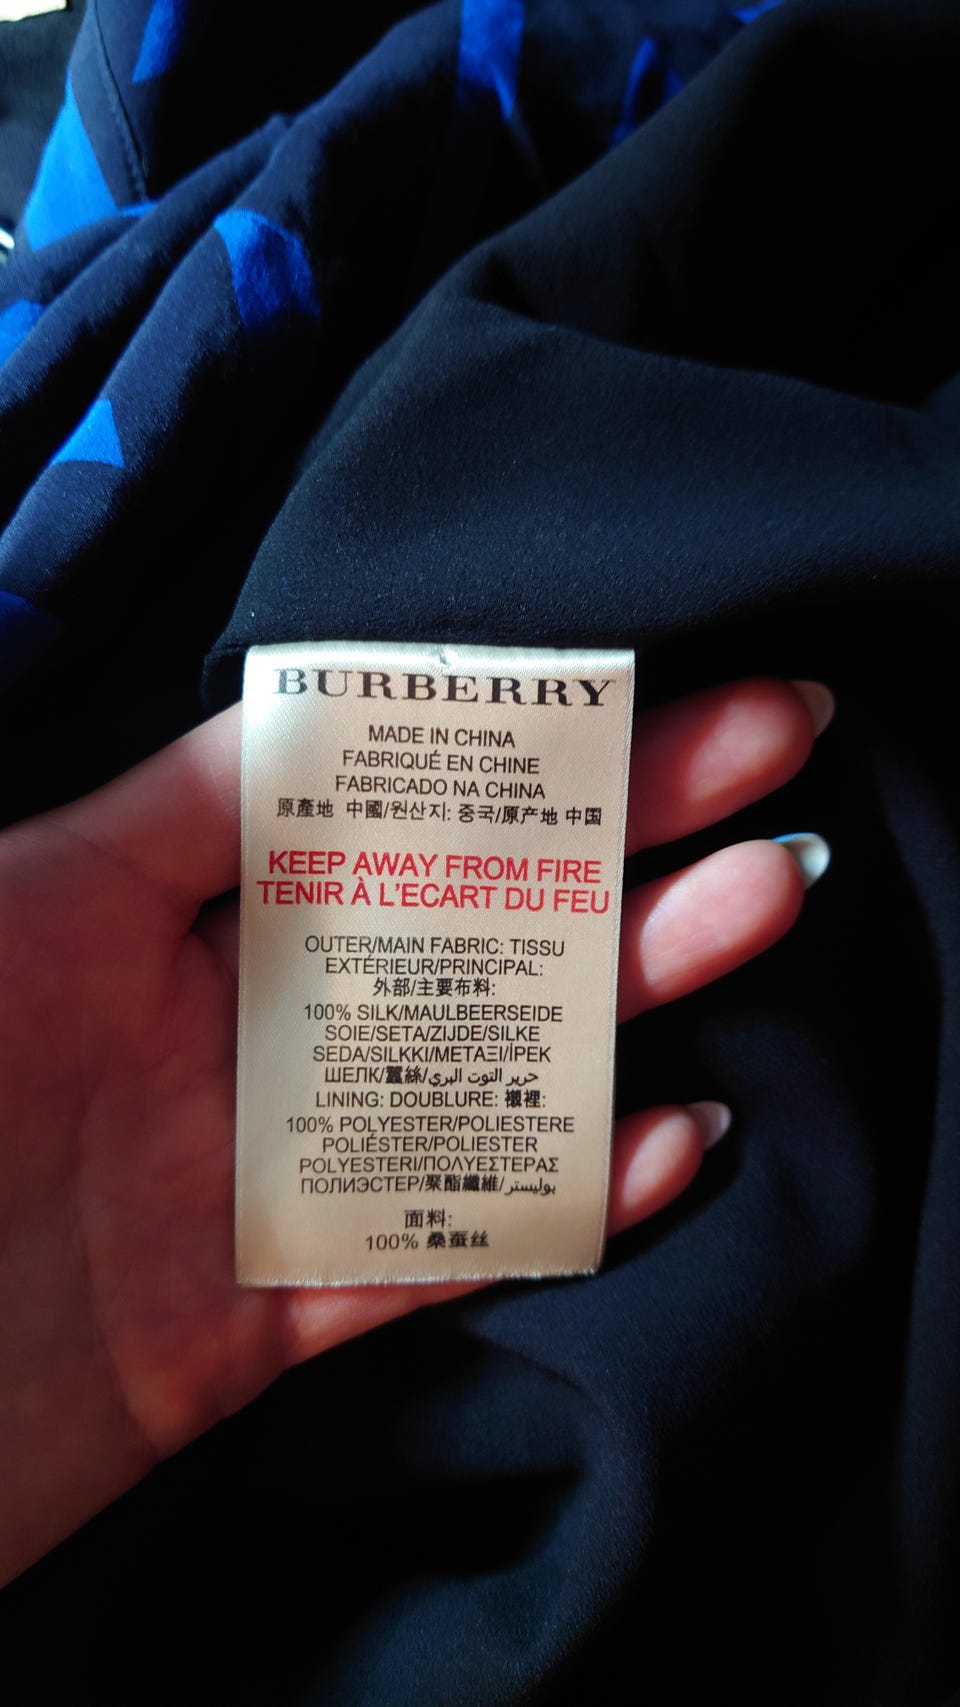 BURBERRY
MADE IN CHINA
FABRIQUÉ EN CHINE
FABRICADO NA CHINA
原產地 中國/원산지: 중국/原产地 中国
KEEP AWAY FROM FIRE
TENIR À L'ECART DU FEU
OUTER/MAIN FABRIC: TISSU
EXTÉRIEUR/PRINCIPAL:
外部/主要布料:
100% SILK/MAULBEERSEIDE
SOIE/SETA/ZIJDE/SILKE
SEDA/SILKKI/ΜΕΤΑΞΙ/İPEK
ШЕЛК/蠶絲/حرير التوت البري
LINING: DOUBLURE: 襯裡:
100% POLYESTER/POLIESTERE
POLIÉSTER/POLIESTER
POLYESTERI/ΠΟΛΥΕΣΤΕΡΑΣ
ПОЛИЭСТЕР/聚酯纖維/بوليستر
面料:
100% 桑蚕丝